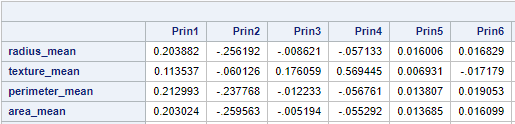 Prin1 Prin2 Prin3 Prin4 Prin5 Prin6
radius_mean 0.203882 -.256192 -.008621 -.057133 0.016006 0.016829
texture_mean 0.113537 -.060126 0.176059 0.569445 0.006931 -.017179
perimeter_mean 0.212993 -.237768 -.012233 -.056761 0.013807 0.019053
area_mean 0.203024 -.259563 -.005194 -.055292 0.013685 0.016099